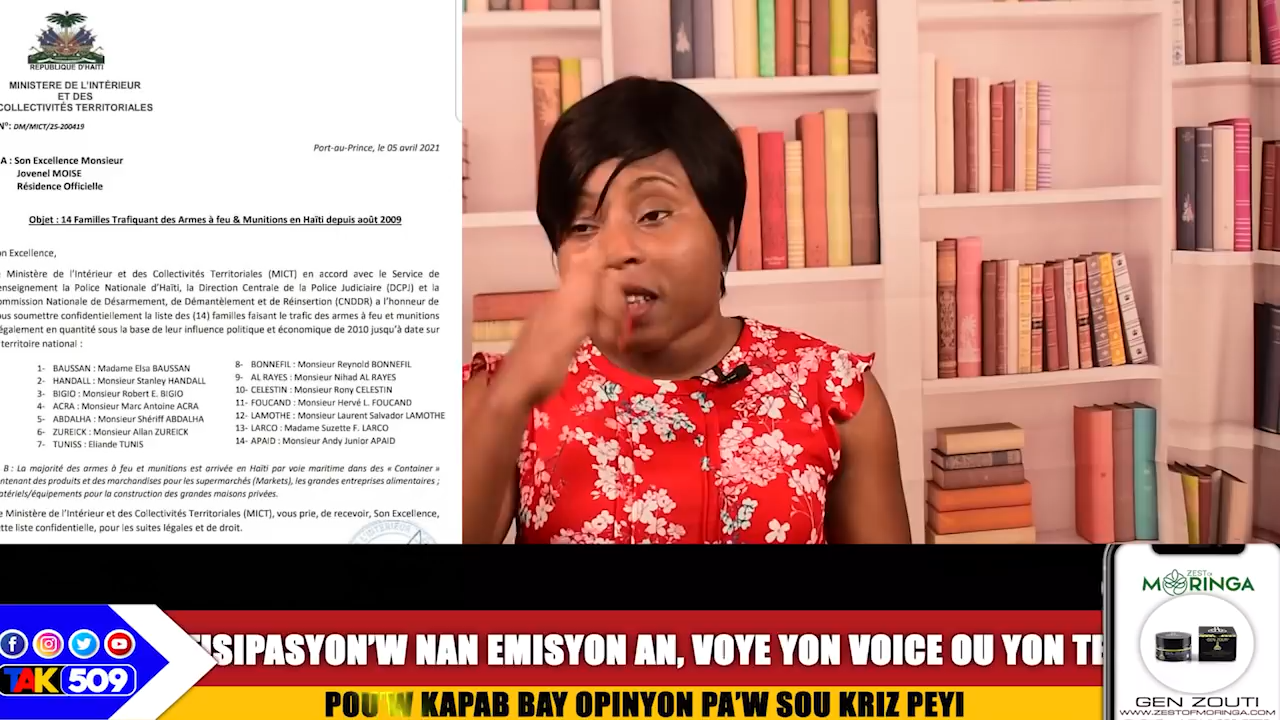 REPUBLIQUE D'HAITI
MINISTERE DE L'INTÉRIEUR
ET DES
COLLECTIVITÉS TERRITORIALES
N°: DM/MICT/25-200419
Port-au-Prince, le 05 avril 2021
A : Son Excellence Monsieur
Jovenel MOISE
Résidence Officielle
Objet : 14 Familles Trafiquant des Armes à feu & Munitions en Haïti depuis août 2009
on Excellence,
Ministère de l'Intérieur et des Collectivités Territoriales (MICT) en accord avec le Service de
enseignement la Police Nationale d'Haïti, la Direction Centrale de la Police Judiciaire (DCPJ) et la
ommission Nationale de Désarmement, de Démantèlement et de Réinsertion (CNDDR) a l'honneur de
ous soumettre confidentiellement la liste des (14) familles faisant le trafic des armes à feu et munitions
également en quantité sous la base de leur influence politique et économique de 2010 jusqu'à date sur
territoire national :
1- BAUSSAN : Madame Elsa BAUSSAN
2- HANDALL : Monsieur Stanley HANDALL
3- BIGIO : Monsieur Robert E. BIGIO
4- ACRA : Monsieur Marc Antoine ACRA
5- ABDALHA : Monsieur Shériff ABDALHA
6- ZUREICK : Monsieur Allan ZUREICK
7- TUNISS : Eliande TUNIS
8- BONNEFIL : Monsieur Reynold BONNEFIL
9- AL RAYES : Monsieur Nihad AL RAYES
10- CELESTIN : Monsieur Rony CELESTIN
11- FOUCAND : Monsieur Hervé L. FOUCAND
12- LAMOTHE : Monsieur Laurent Salvador LAMOTHE
13- LARCO : Madame Suzette F. LARCO
14- APAID : Monsieur Andy Junior APAID
B : La majorité des armes à feu et munitions est arrivée en Haïti par voie maritime dans des « Container »
ntenant des produits et des marchandises pour les supermarchés (Markets), les grandes entreprises alimentaires ;
atériels/équipements pour la construction des grandes maisons privées.
e Ministère de l'Intérieur et des Collectivités Territoriales (MICT), vous prie, de recevoir, Son Excellence,
ette liste confidentielle, pour les suites légales et de droit.
TISIPASYON'W NAN EMISYON AN, VOYE YON VOICE OU YON TE
POU'W KAPAB BAY OPINYON PA'W SOU KRIZ PEYI
TAK 509
ZEST OF
MORINGA
GEN ZOUTI
WWW.ZESTOFMORINGA.COM